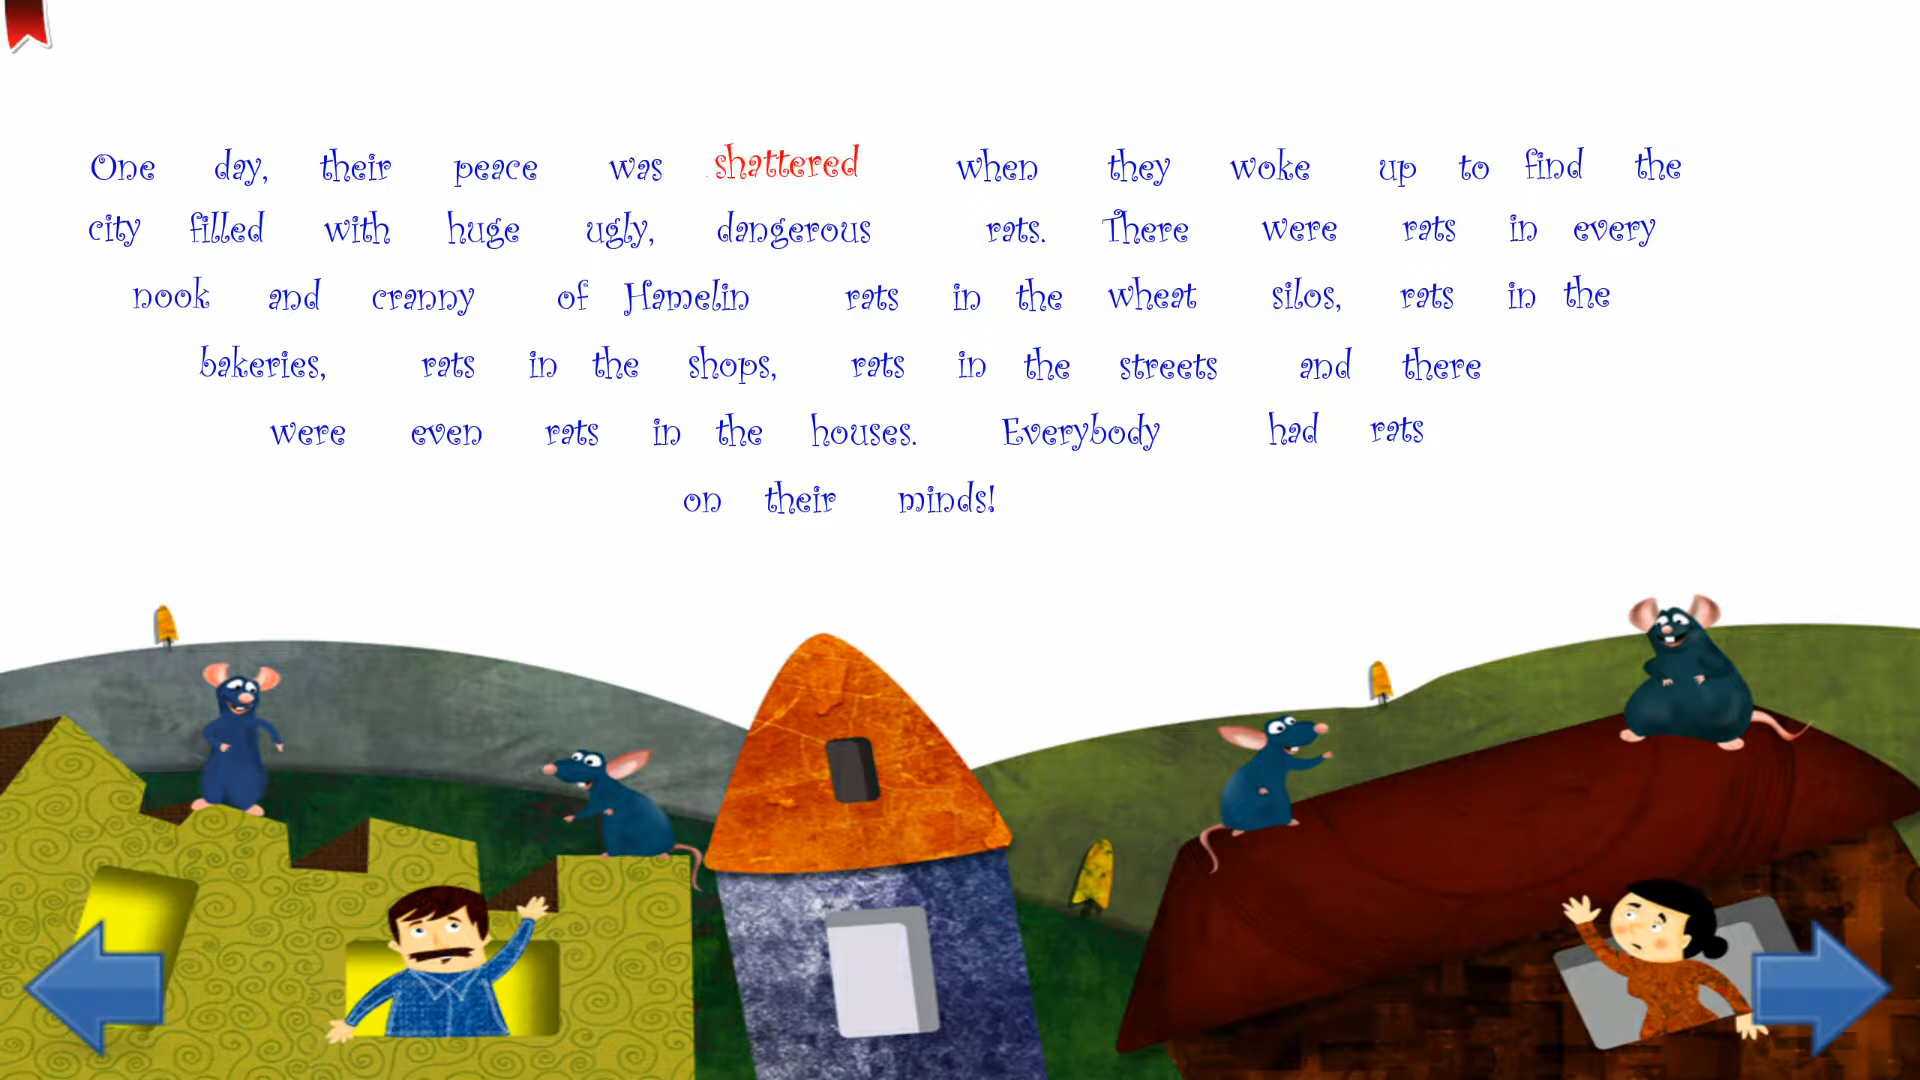 One day, their peace was shattered when they woke up to find the
city filled with huge ugly, dangerous rats. There were rats in every
nook and cranny of Hamelin rats in the wheat silos, rats in the
bakeries, rats in the shops, rats in the streets and there
were even rats in the houses. Everybody had rats
on their minds!